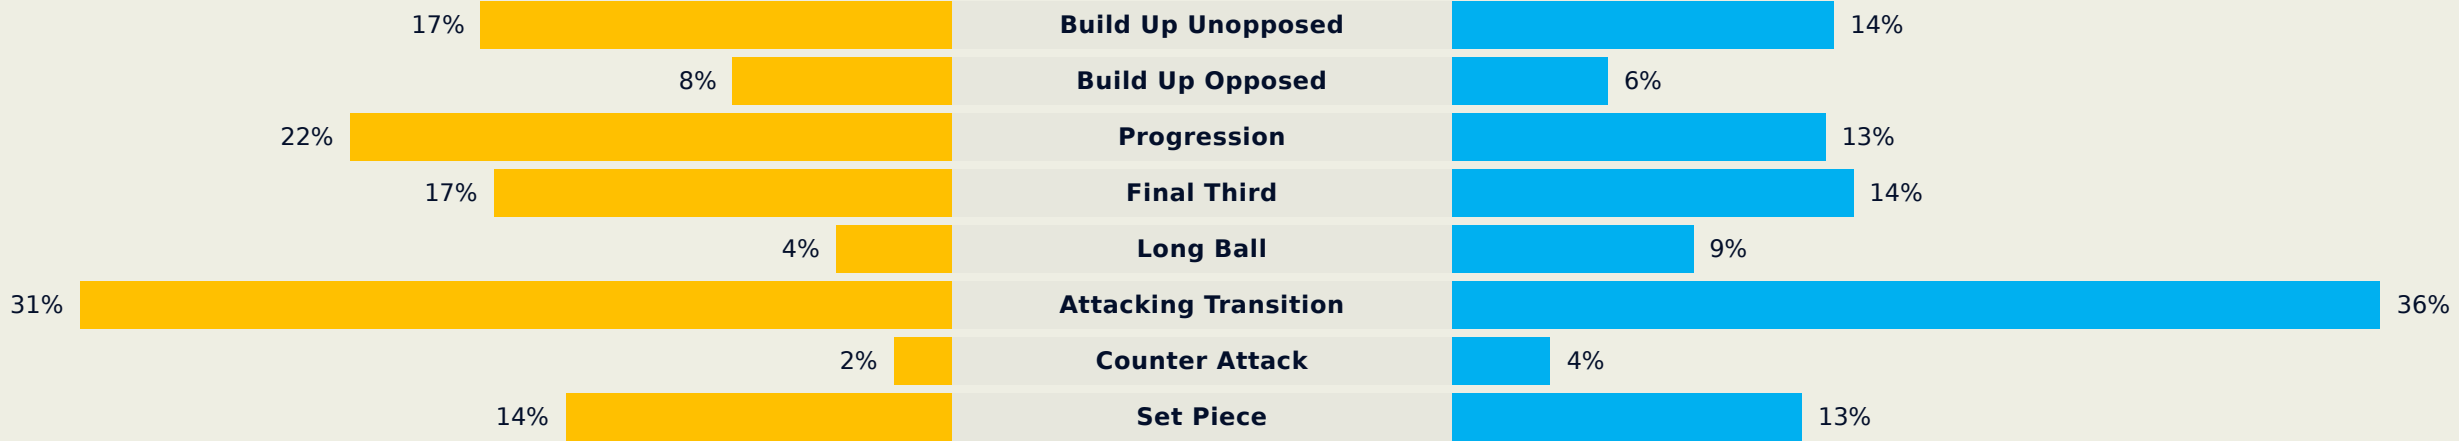 17% Build Up Unopposed 14%
8% Build Up Opposed 6%
22% Progression 13%
17% Final Third 14%
4% Long Ball 9%
31% Attacking Transition 36%
2% Counter Attack 4%
14% Set Piece 13%